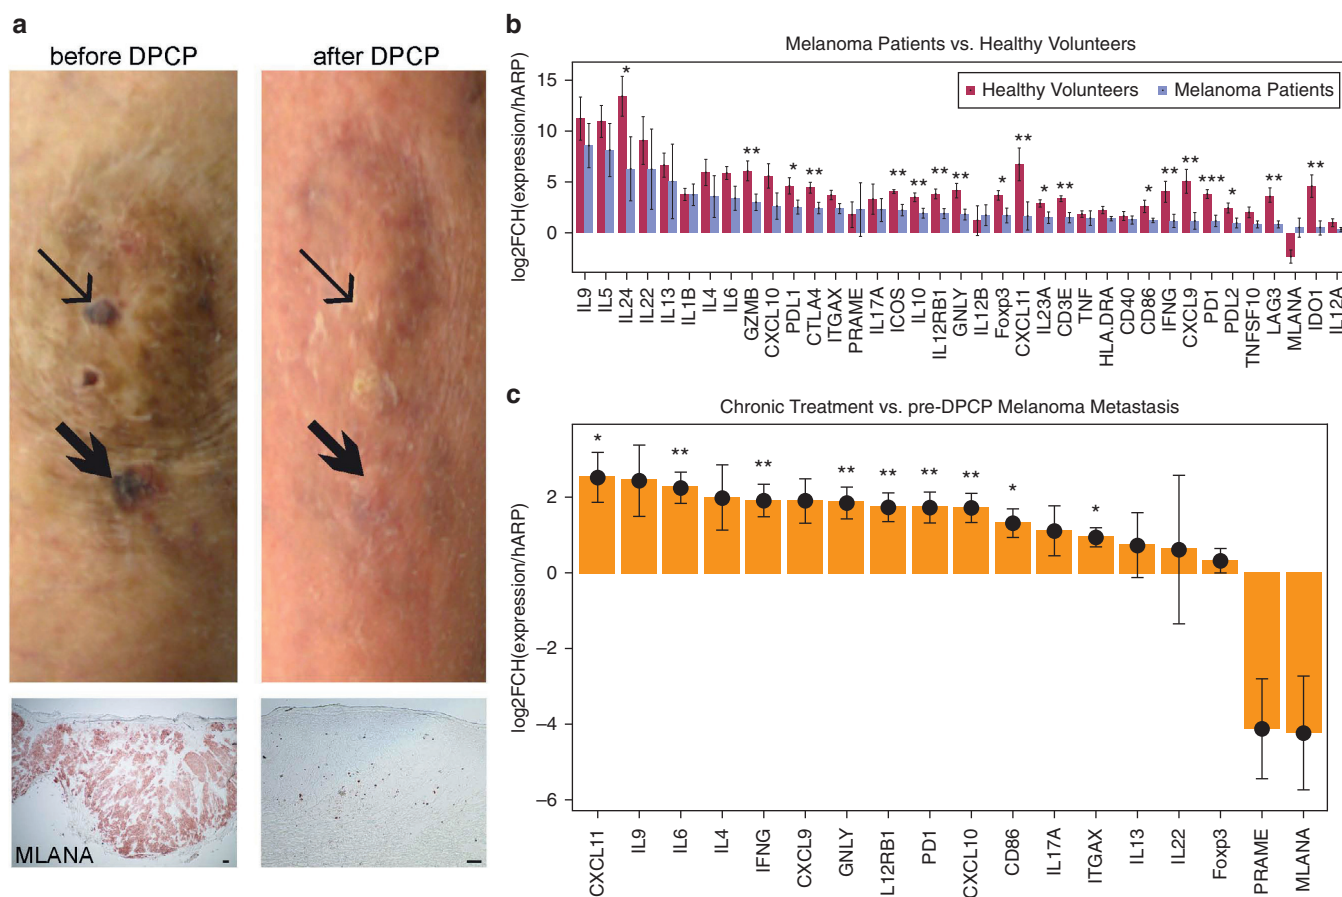 a
before DPCP
after DPCP
MLANA
b
Melanoma Patients vs. Healthy Volunteers
log2FCH(expression/hARP)
15
10
5
0
Healthy Volunteers
Melanoma Patients
*
**
*
**
**
**
**
**
*
**
*
**
*
**
**
***
*
**
**
IL9
IL5
IL24
IL22
IL13
IL1B
IL4
IL6
GZMB
CXCL10
PDL1
CTLA4
ITGAX
PRAME
IL17A
ICOS
IL10
IL12RB1
GNLY
IL12B
Foxp3
CXCL11
IL23A
CD3E
TNF
HLA.DRA
CD40
CD86
IFNG
CXCL9
PD1
PDL2
TNFSF10
LAG3
MLANA
IDO1
IL12A
c
Chronic Treatment vs. pre-DPCP Melanoma Metastasis
log2FCH(expression/hARP)
2
0
−2
−4
−6
*
**
**
**
**
**
**
*
*
CXCL11
IL9
IL6
IL4
IFNG
CXCL9
GNLY
L12RB1
PD1
CXCL10
CD86
IL17A
ITGAX
IL13
IL22
Foxp3
PRAME
MLANA